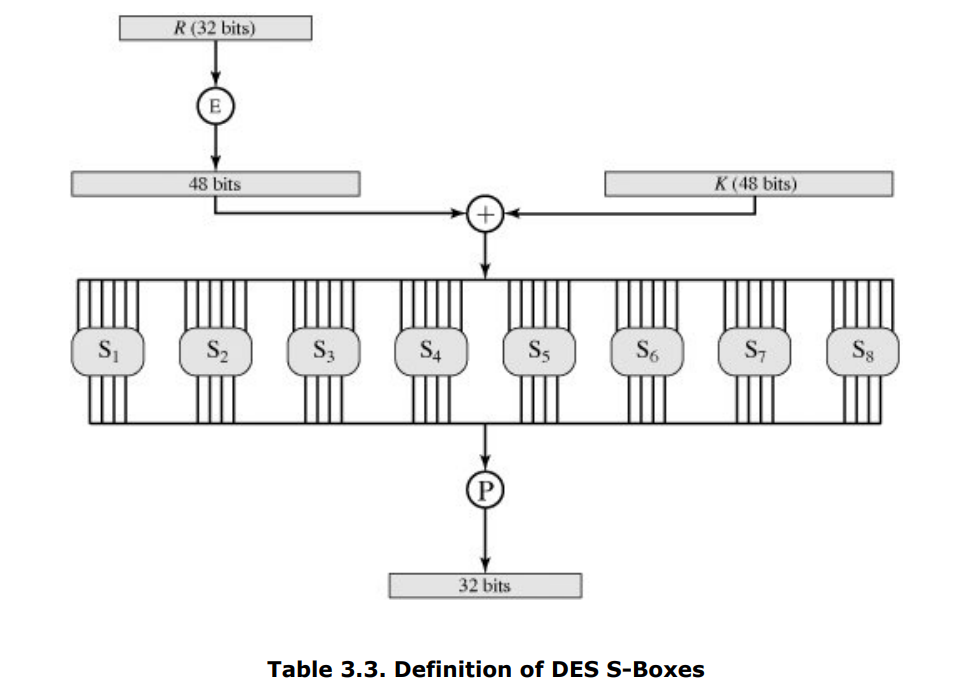 R (32 bits)
E
48 bits
K (48 bits)
+
S1
S2
S3
S4
S5
S6
S7
S8
P
32 bits
Table 3.3. Definition of DES S-Boxes